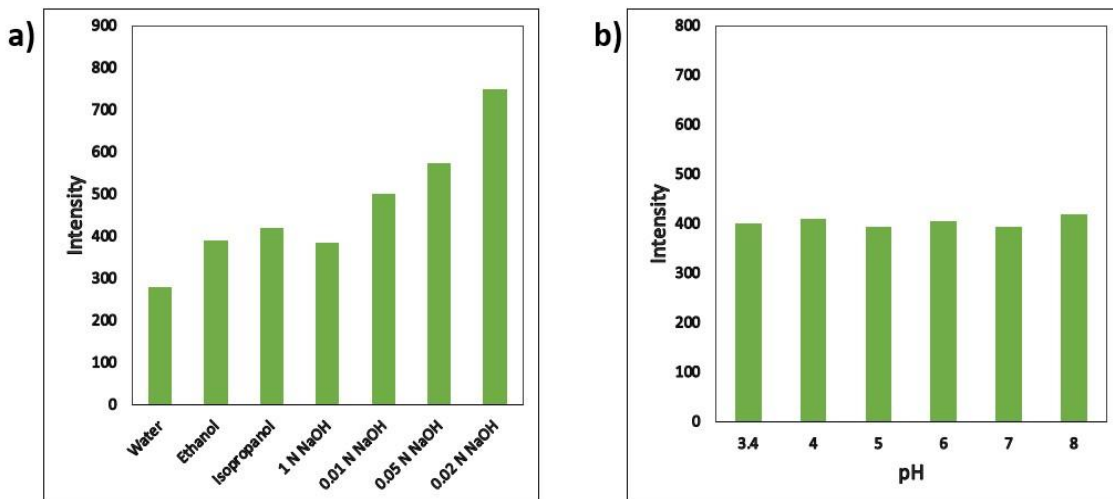 a)
900
800
700
600
500
400
300
200
100
0
Intensity
Water
Ethanol
Isopropanol
1 N NaOH
0.01 N NaOH
0.05 N NaOH
0.02 N NaOH
b)
800
700
600
500
400
300
200
100
0
Intensity
3.4 4 5 6 7 8
pH